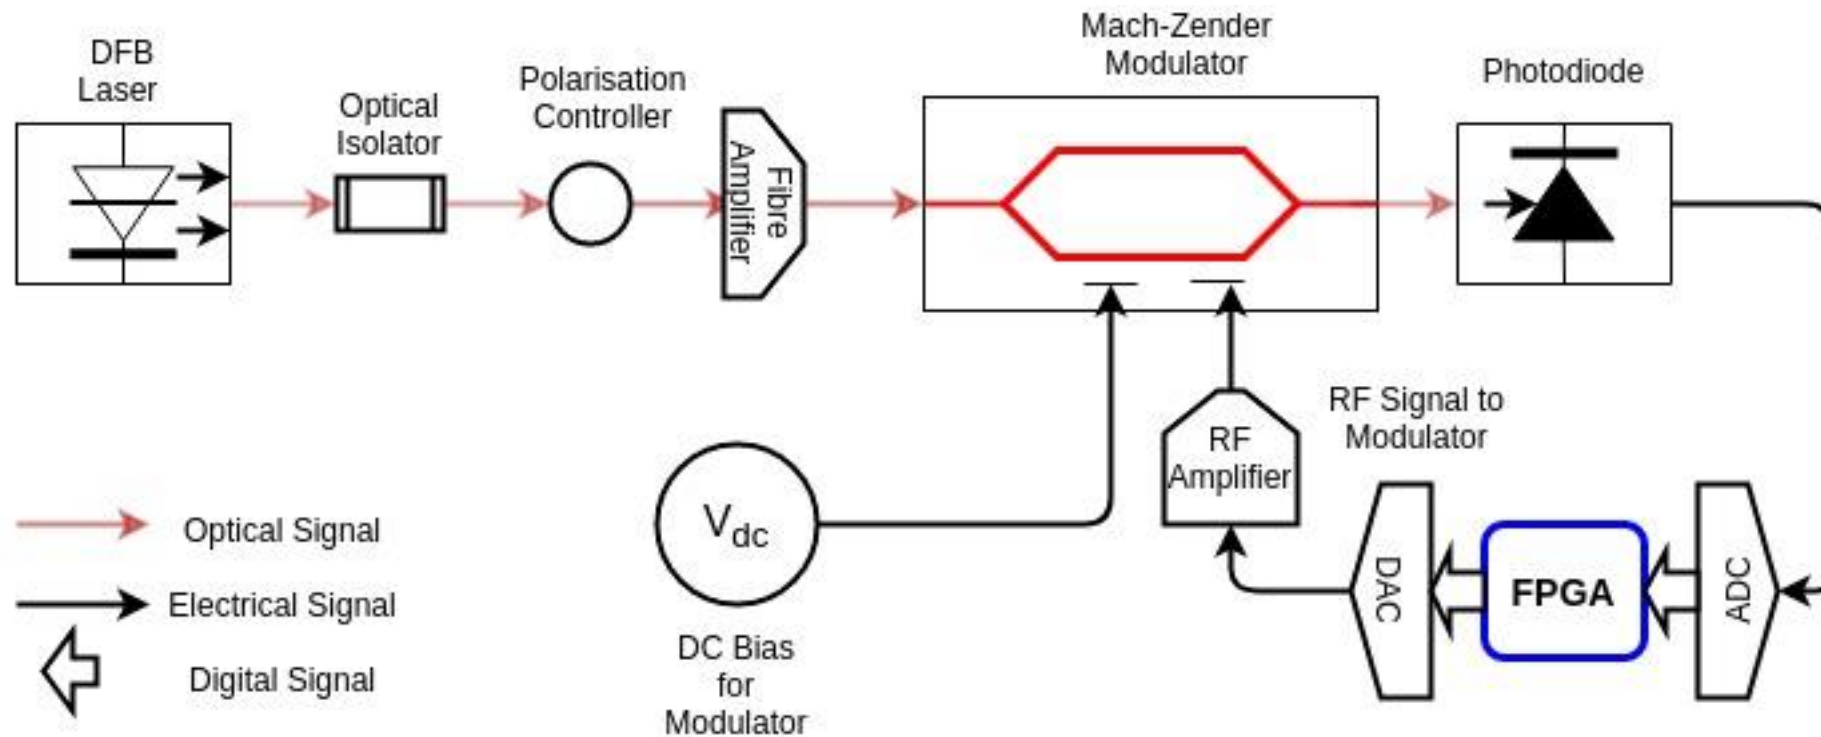 DFB
Laser
Optical
Isolator
Polarisation
Controller
Fibre
Amplifier
Mach-Zender
Modulator
Photodiode
RF
Amplifier
RF Signal to
Modulator
Vdc
DC Bias
for
Modulator
DAC
FPGA
ADC
Optical Signal
Electrical Signal
Digital Signal